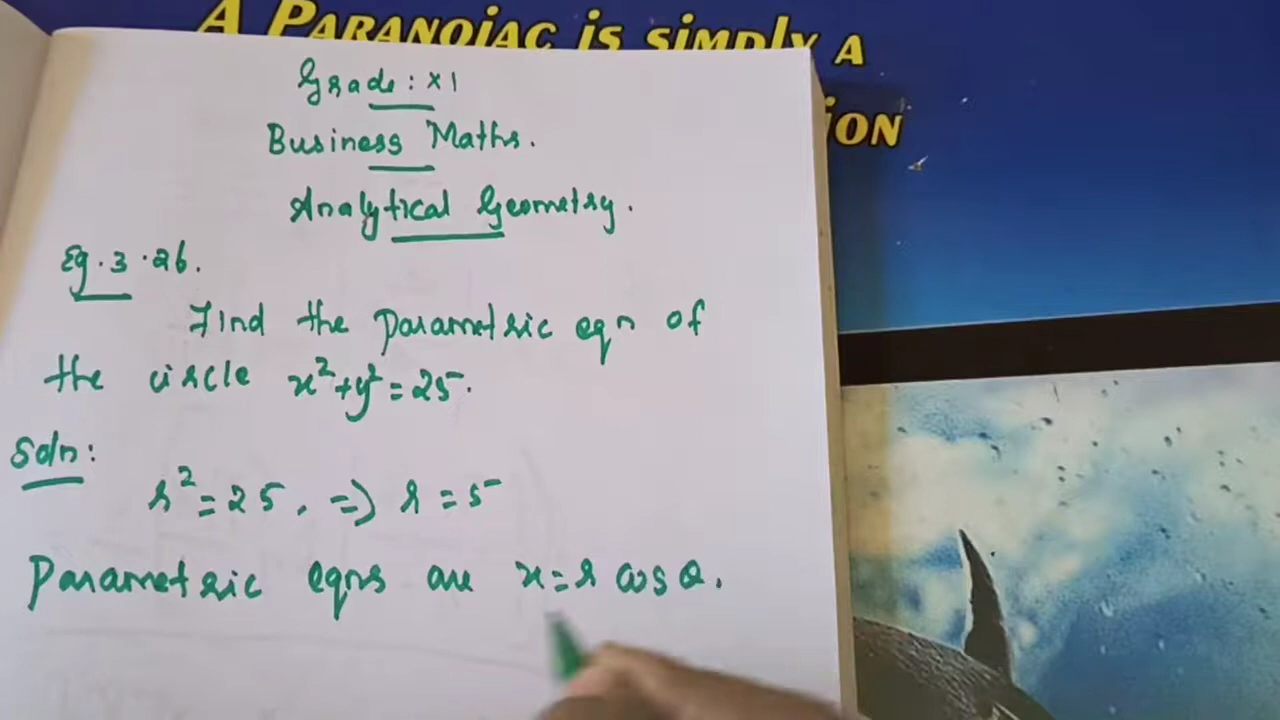 A PARANOIAC IS SIMPLY A
ION
Grade: XI
Business Maths.
Analytical Geometry.
Eg. 3.26.
Find the parametric eqn of
the circle x²+y²=25.
Soln:
r²=25, => r=5
Parametric eqns are x=r cos θ.